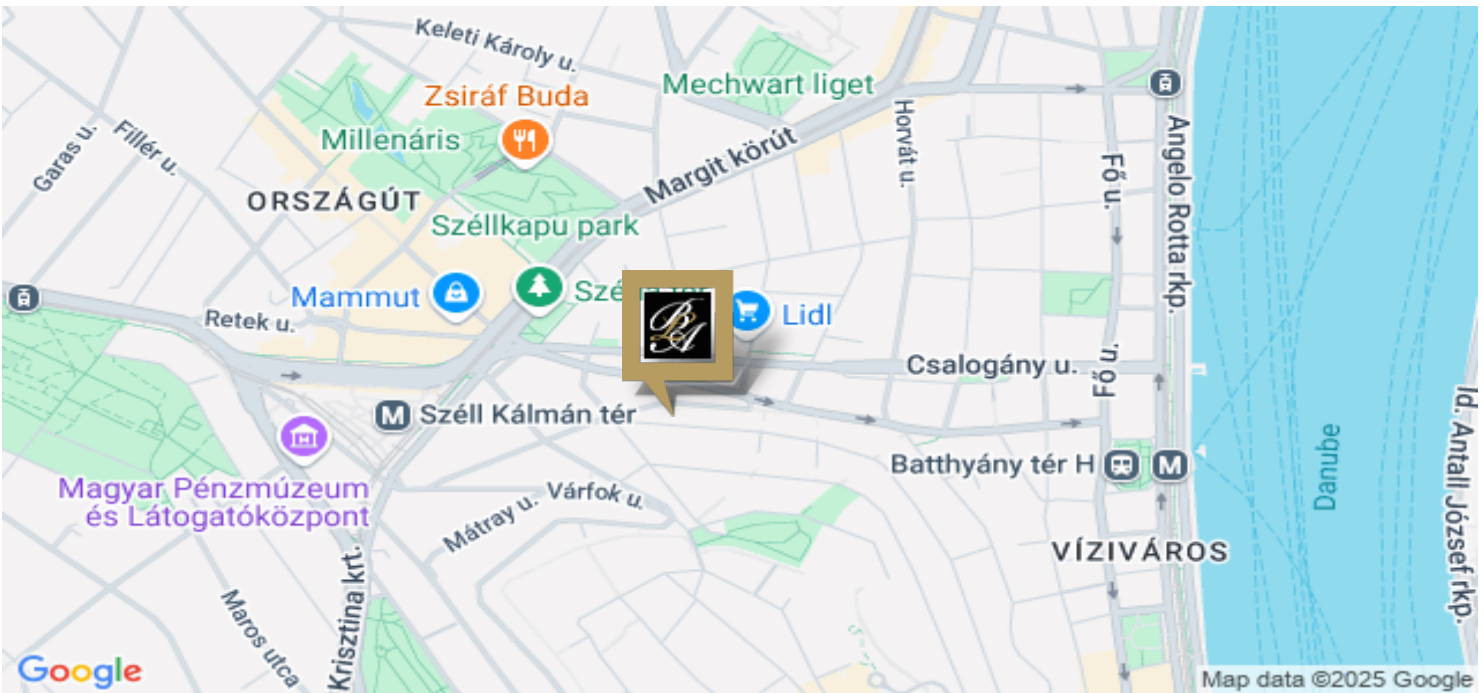 Keleti Károly u.
Mechwart liget
Zsiráf Buda
Millenáris
Garas u.
Fillér u.
Margit körút
Horvát u.
Fő u.
Angelo Rotta rkp.
ORSZÁGÚT
Széllkapu park
Mammut
Széna tér
Lidl
Retek u.
Csalogány u.
Fő u.
M Széll Kálmán tér
Batthyány tér H
M
Magyar Pénzmúzeum
és Látogatóközpont
Mátray u.
Várfok u.
VÍZIVÁROS
Danube
Id. Antall József rkp.
Krisztina krt.
Maros utca
Google
Map data ©2025 Google